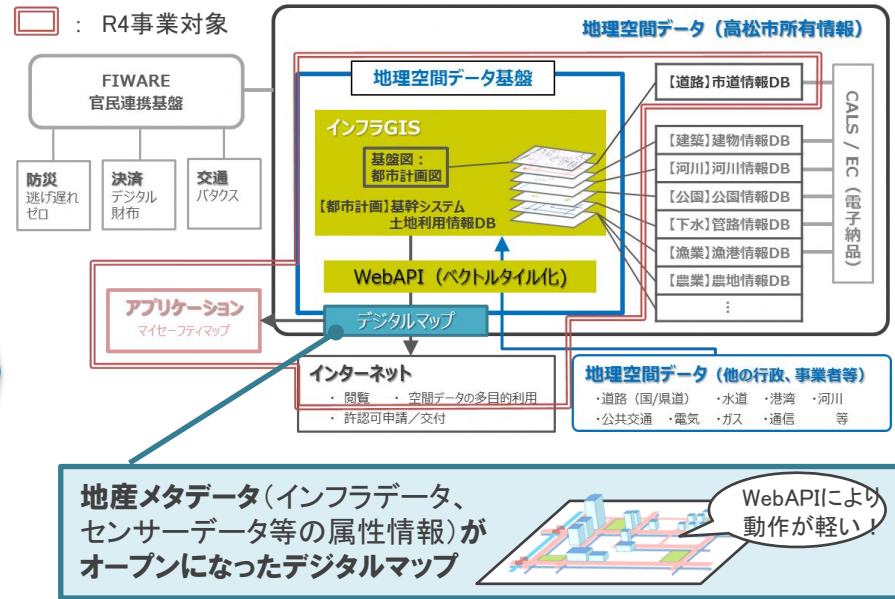 ： R4事業対象
地理空間データ（高松市所有情報）
FIWARE
官民連携基盤
防災
逃げ遅れ
ゼロ
決済
デジタル
財布
交通
バタクス
地理空間データ基盤
インフラGIS
基盤図：
都市計画図
【都市計画】基幹システム
土地利用情報DB
WebAPI（ベクトルタイル化）
デジタルマップ
【道路】市道情報DB
【建築】建物情報DB
【河川】河川情報DB
【公園】公園情報DB
【下水】管路情報DB
【漁業】漁港情報DB
【農業】農地情報DB
⋮
CALS / EC（電子納品）
アプリケーション
マイセーフティマップ
インターネット
・ 閲覧 ・ 空間データの多目的利用
・ 許認可申請／交付
地理空間データ（他の行政、事業者等）
・道路（国/県道） ・水道 ・港湾 ・河川
・公共交通 ・電気 ・ガス ・通信 等
地産メタデータ（インフラデータ、
センサーデータ等の属性情報）が
オープンになったデジタルマップ
WebAPIにより
動作が軽い！